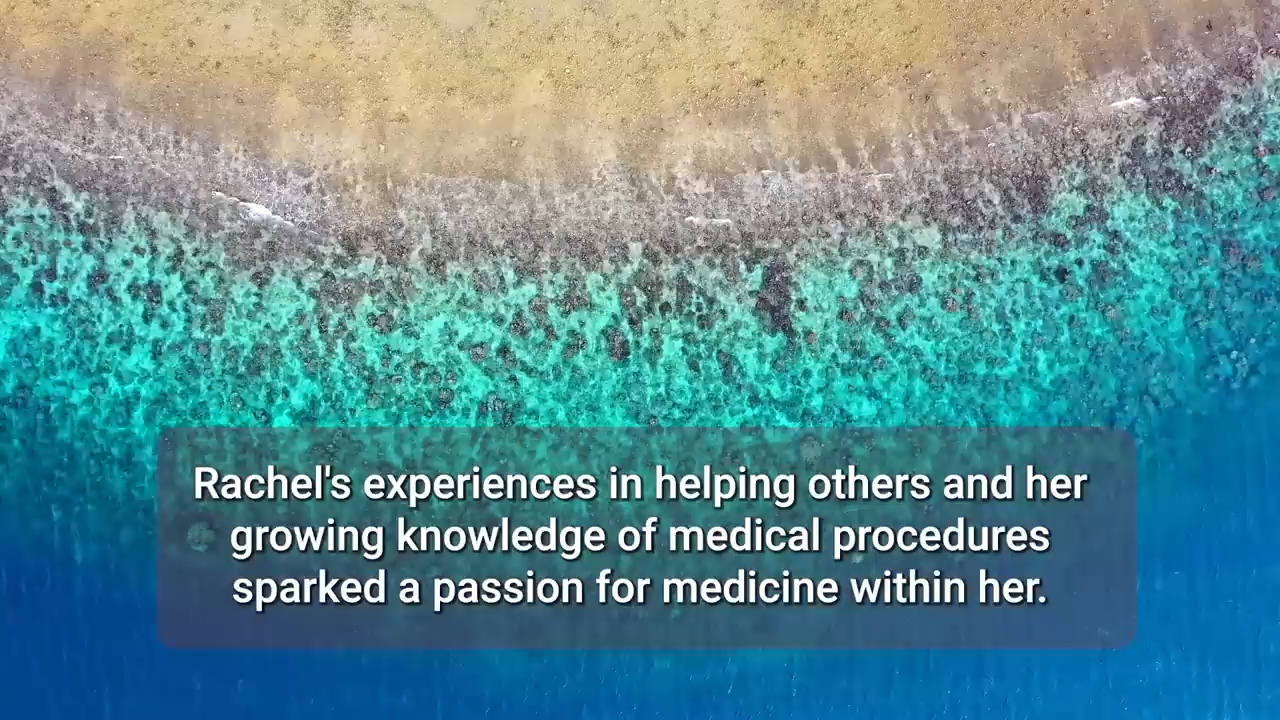 Rachel's experiences in helping others and her
growing knowledge of medical procedures
sparked a passion for medicine within her.